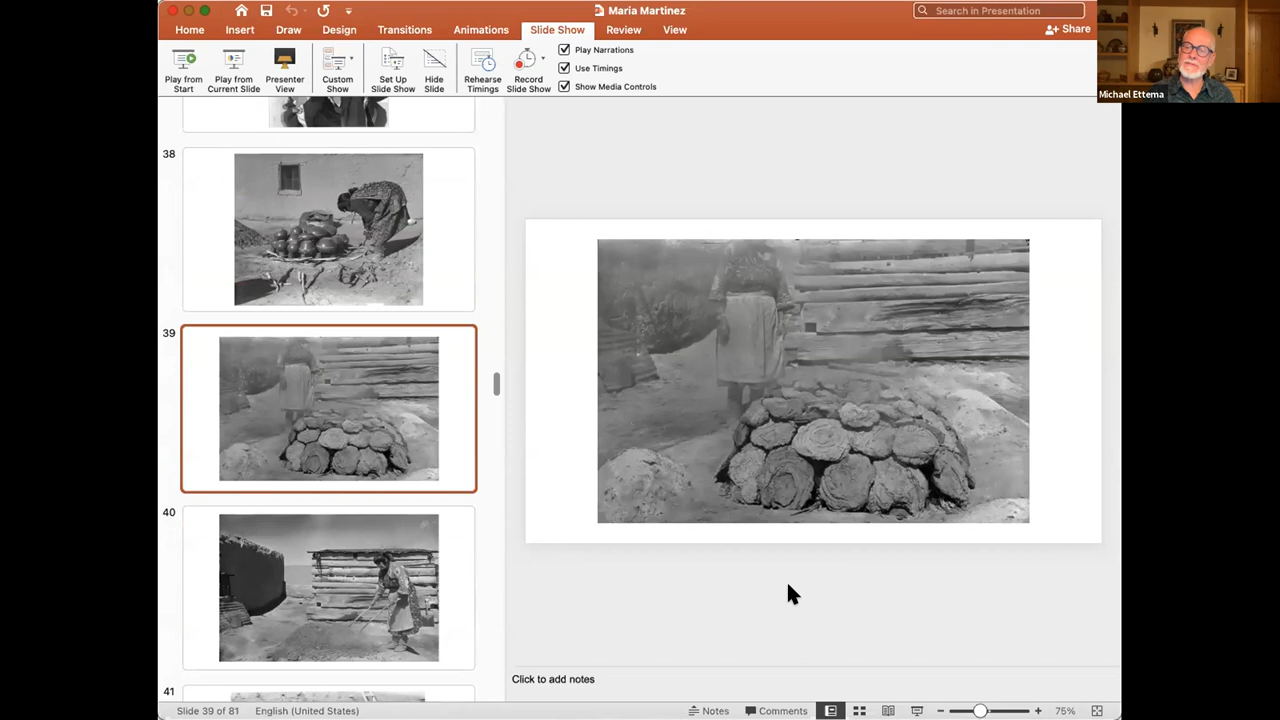 Maria Martinez
Search in Presentation
Home Insert Draw Design Transitions Animations Slide Show Review View
Share
Play from Start
Play from Current Slide
Presenter View
Custom Show
Set Up Slide Show
Hide Slide
Rehearse Timings
Record Slide Show
Play Narrations
Use Timings
Show Media Controls
Michael Ettema
38
39
40
41
Click to add notes
Slide 39 of 81 English (United States) Notes Comments 75%